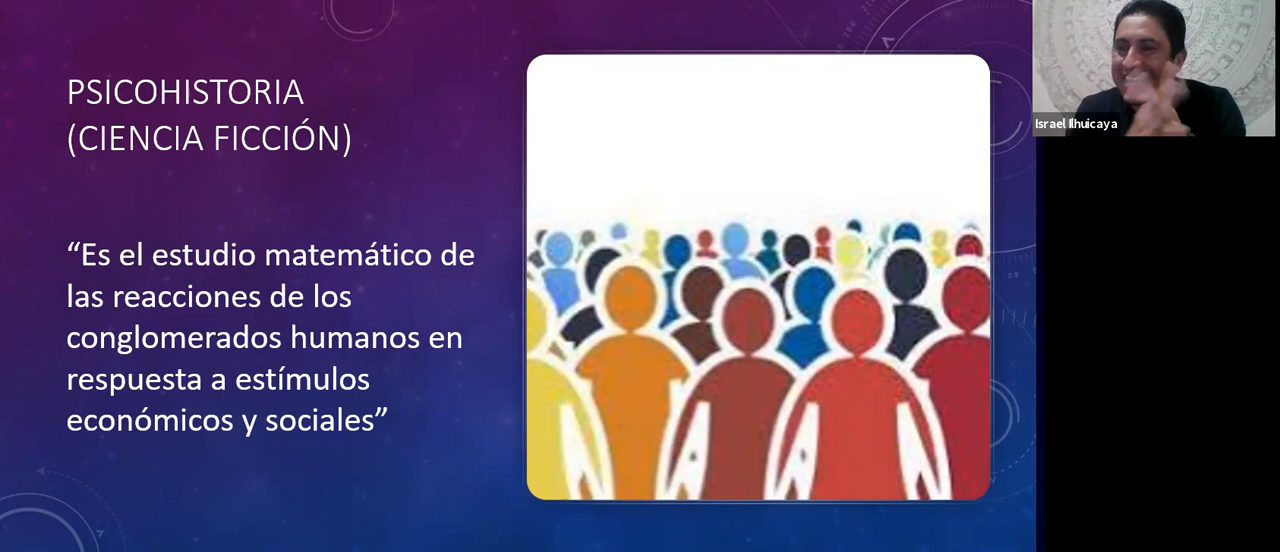 PSICOHISTORIA
(CIENCIA FICCIÓN)
“Es el estudio matemático de
las reacciones de los
conglomerados humanos en
respuesta a estímulos
económicos y sociales”
Israel Ilhuicaya